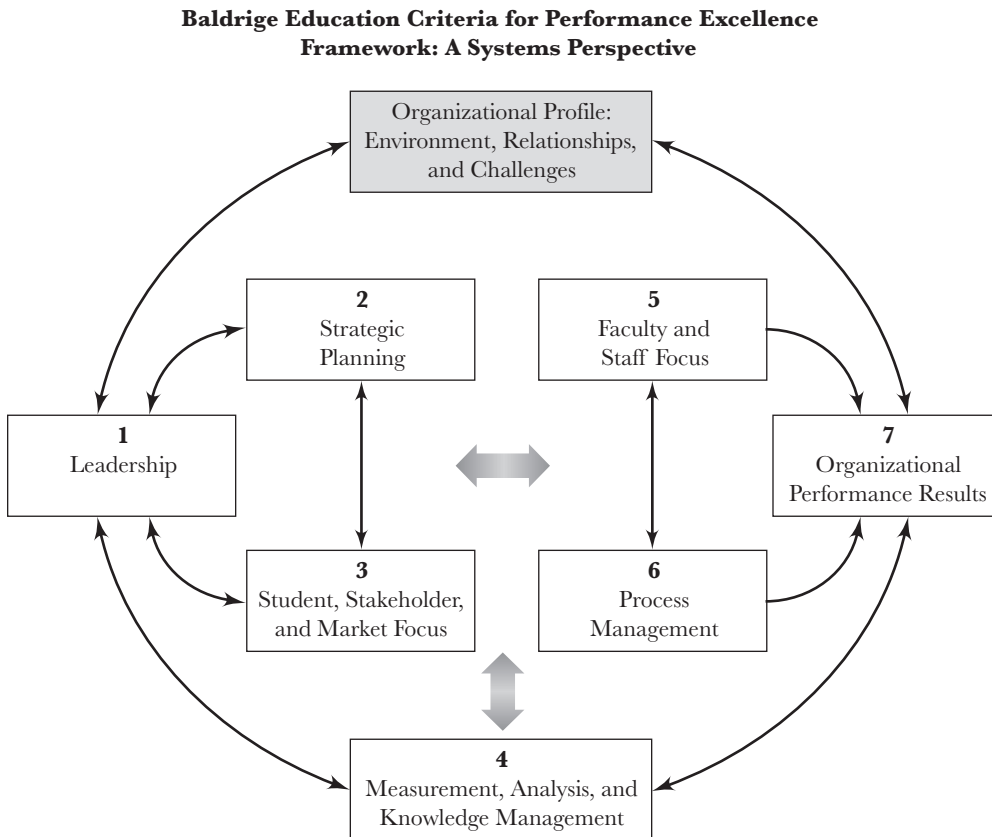 Baldrige Education Criteria for Performance Excellence
Framework: A Systems Perspective
Organizational Profile:
Environment, Relationships,
and Challenges
2
Strategic
Planning
5
Faculty and
Staff Focus
1
Leadership
7
Organizational
Performance Results
3
Student, Stakeholder,
and Market Focus
6
Process
Management
4
Measurement, Analysis, and
Knowledge Management